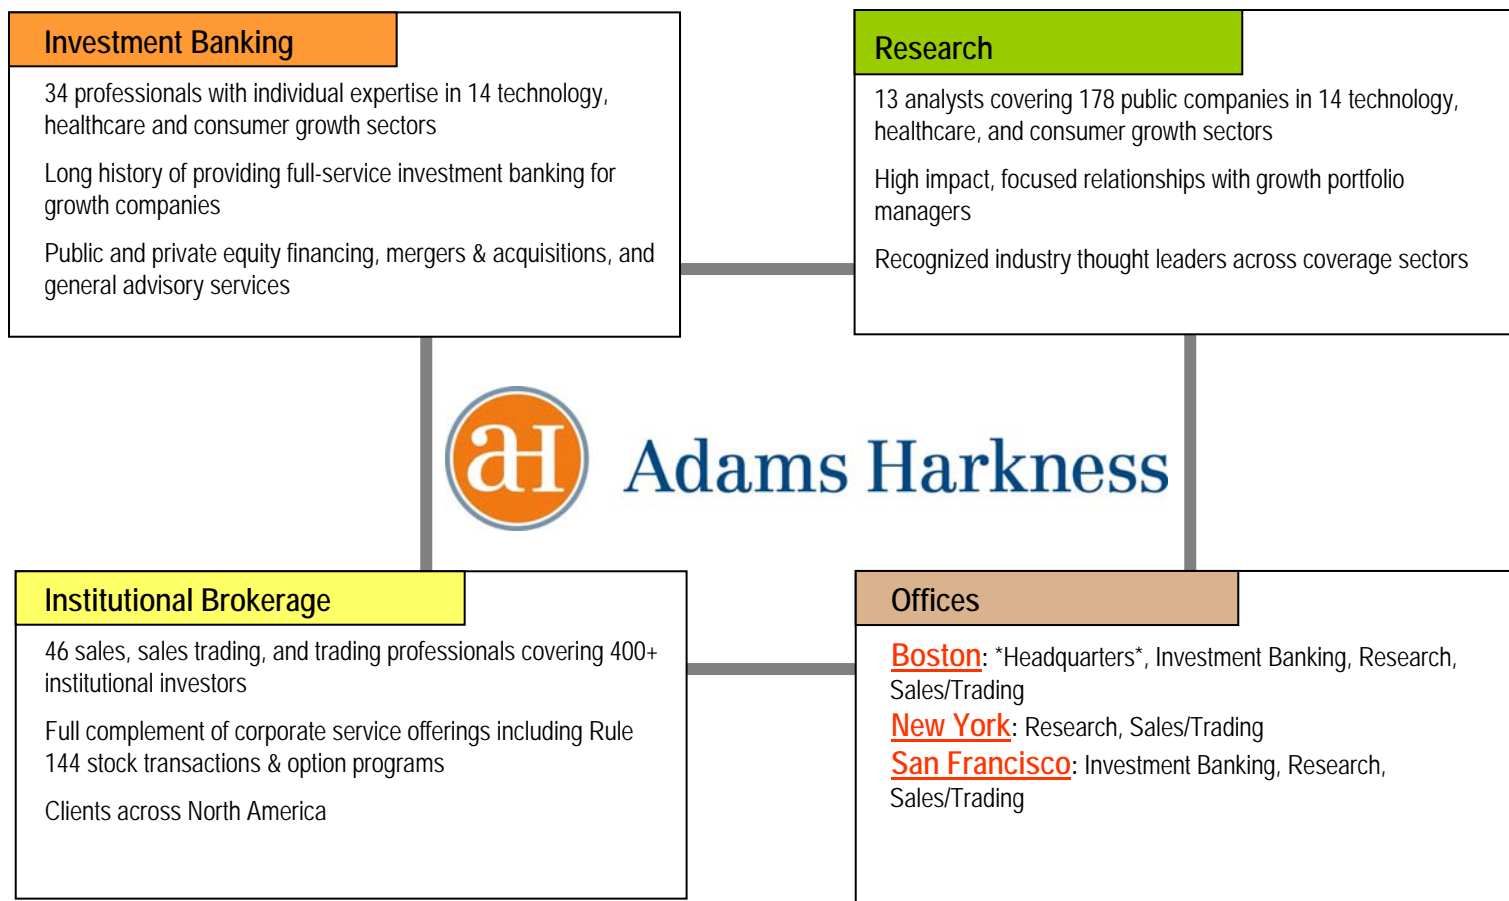 Investment Banking
34 professionals with individual expertise in 14 technology,
healthcare and consumer growth sectors
Long history of providing full-service investment banking for
growth companies
Public and private equity financing, mergers & acquisitions, and
general advisory services
Research
13 analysts covering 178 public companies in 14 technology,
healthcare, and consumer growth sectors
High impact, focused relationships with growth portfolio
managers
Recognized industry thought leaders across coverage sectors
aH Adams Harkness
Institutional Brokerage
46 sales, sales trading, and trading professionals covering 400+
institutional investors
Full complement of corporate service offerings including Rule
144 stock transactions & option programs
Clients across North America
Offices
Boston: *Headquarters*, Investment Banking, Research,
Sales/Trading
New York: Research, Sales/Trading
San Francisco: Investment Banking, Research,
Sales/Trading